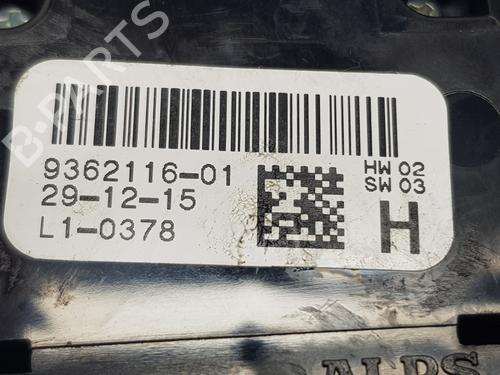 B-PARTS
9362116-01
29-12-15
L1-0378
HW 02
SW 03
H
ALPS